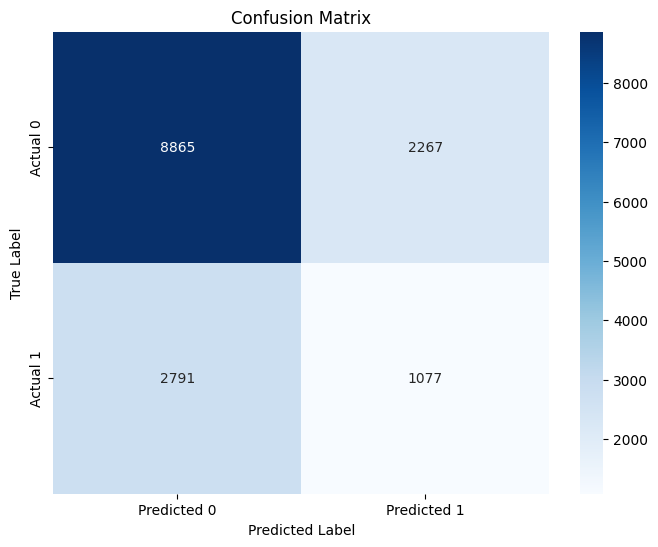 Confusion Matrix
Actual 0
8865
2267
8000
7000
6000
5000
4000
3000
2000
True Label
Actual 1
2791
1077
Predicted 0
Predicted 1
Predicted Label